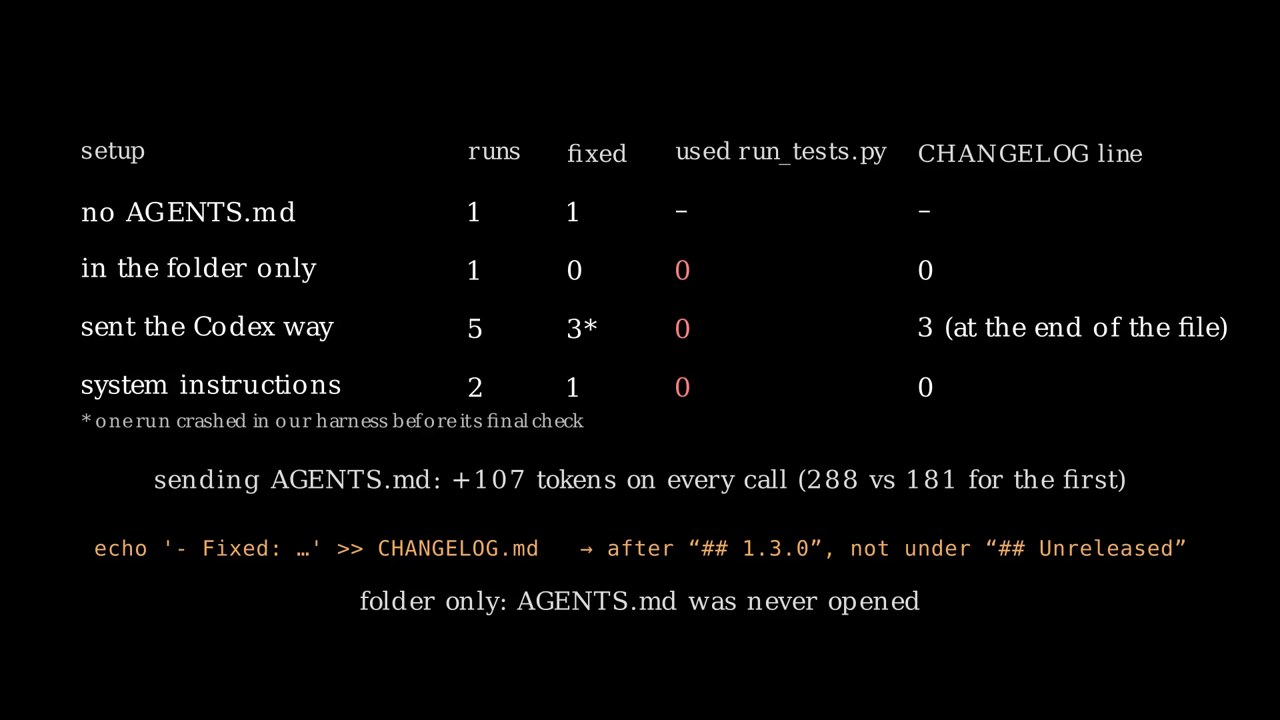 setup runs fixed used run_tests.py CHANGELOG line
no AGENTS.md 1 1 – –
in the folder only 1 0 0 0
sent the Codex way 5 3* 0 3 (at the end of the file)
system instructions 2 1 0 0
* one run crashed in our harness before its final check
sending AGENTS.md: +107 tokens on every call (288 vs 181 for the first)
echo '- Fixed: …' >> CHANGELOG.md → after “## 1.3.0”, not under “## Unreleased”
folder only: AGENTS.md was never opened